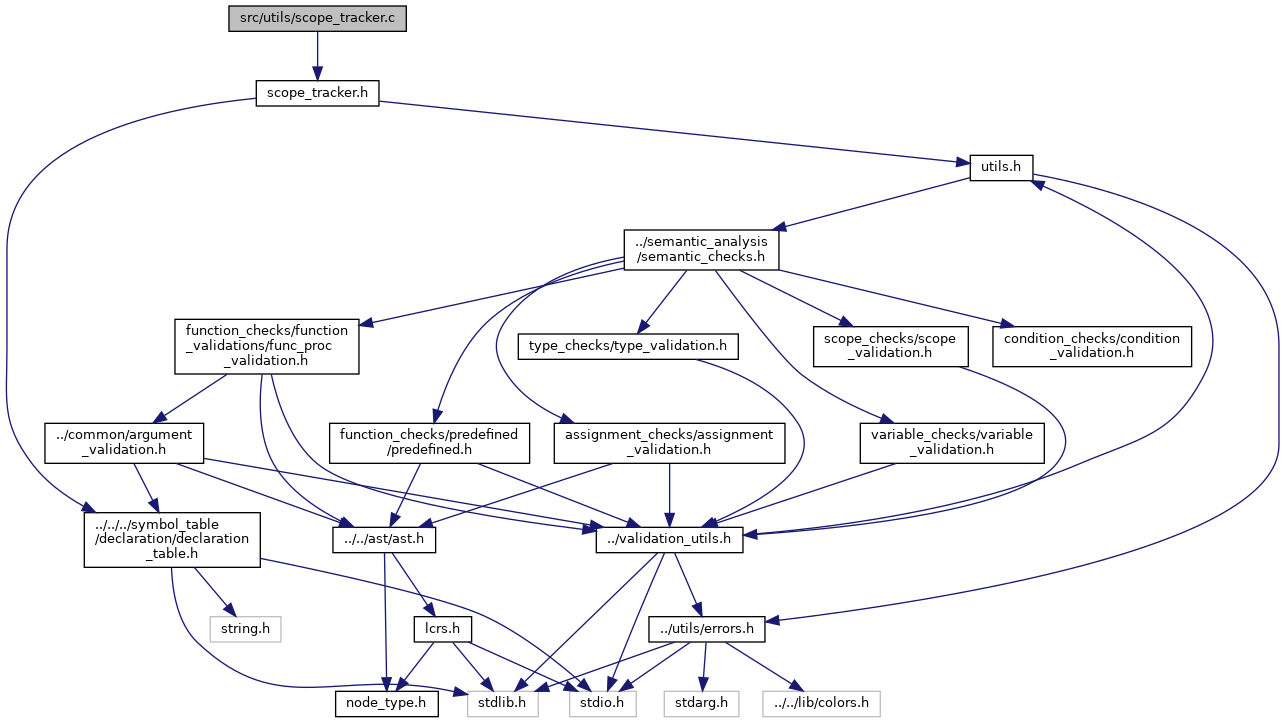 src/utils/scope_tracker.c
scope_tracker.h
utils.h
../semantic_analysis
/semantic_checks.h
function_checks/function
_validations/func_proc
_validation.h
type_checks/type_validation.h
scope_checks/scope
_validation.h
condition_checks/condition
_validation.h
../common/argument
_validation.h
function_checks/predefined
/predefined.h
assignment_checks/assignment
_validation.h
variable_checks/variable
_validation.h
../../../symbol_table
/declaration/declaration
_table.h
../../ast/ast.h
../validation_utils.h
string.h
lcrs.h
../utils/errors.h
node_type.h
stdlib.h
stdio.h
stdarg.h
../../lib/colors.h